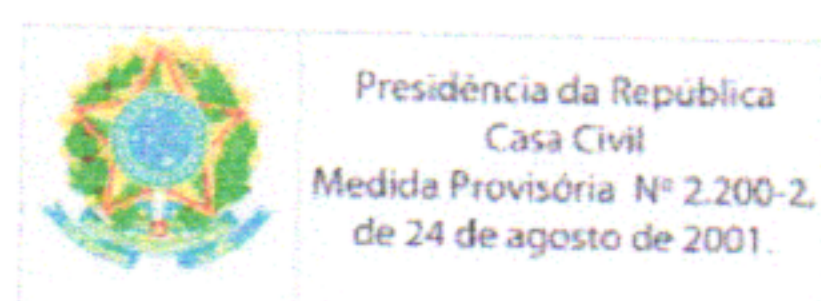 Presidência da República
Casa Civil
Medida Provisória Nº 2.200-2,
de 24 de agosto de 2001.